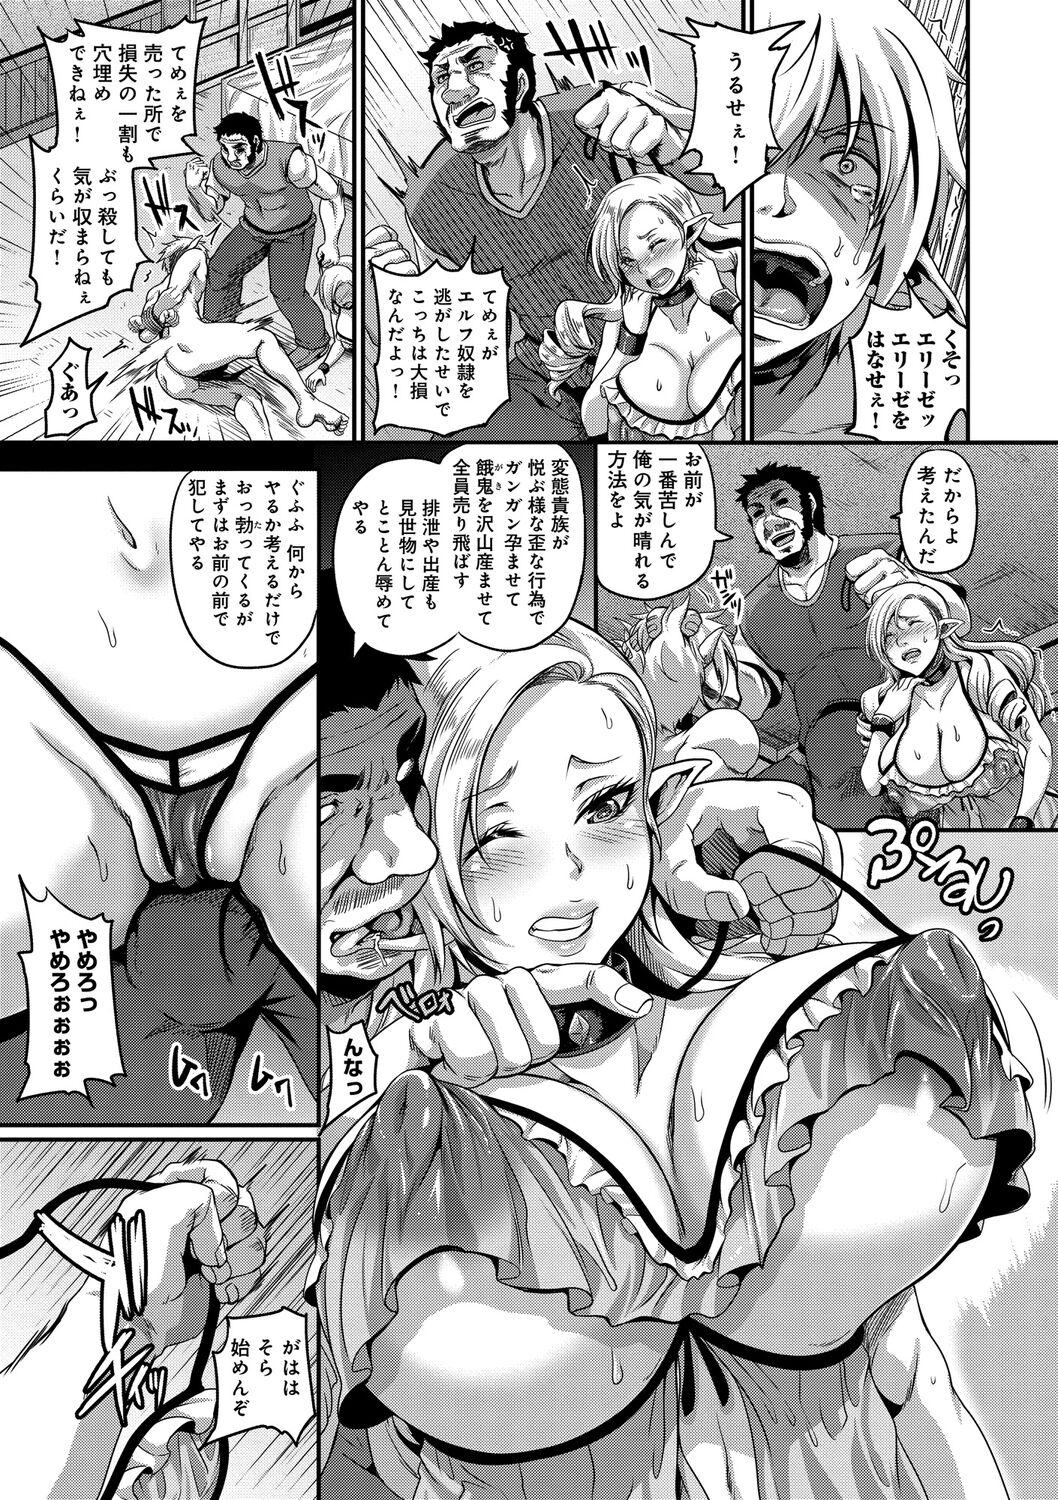 くそっ
エリーゼッ
エリーゼを
はなせぇ！
うるせぇ！
てめぇが
エルフ奴隷を
逃がしたせいで
こっちは大損
なんだよっ！
てめぇを
売った所で
損失の一割も
穴埋め
できねぇ！
ぶっ殺しても
気が収まらねぇ
くらいだ！
ぐあっ
だからよ
考えたんだ
お前が
一番苦しんで
俺の気が晴れる
方法をよ
変態貴族が
悦ぶ様な歪な行為で
ガンガン孕ませて
餓鬼を沢山産ませて
がき
全員売り飛ばす
排泄や出産も
見世物にして
とことん辱めて
やる
んなっ
ぐふふ 何から
やるか考えるだけで
おっ勃ってくるが
た
まずはお前の前で
犯してやる
やめろっ
やめろぉぉぉぉ
がはは
そら
始めんぞ